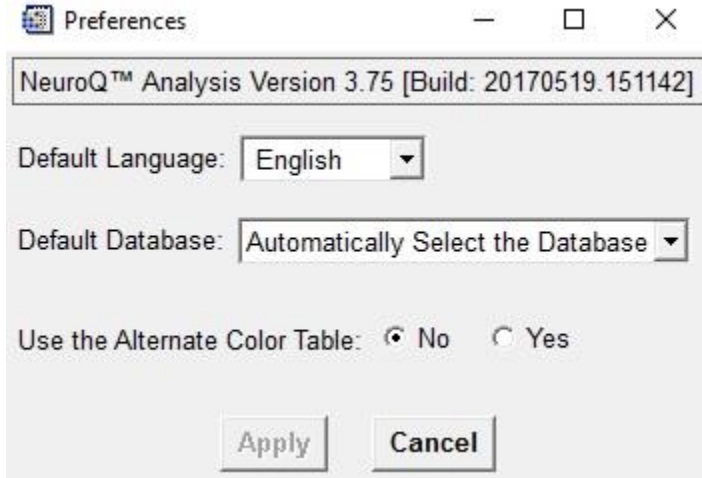 Preferences
NeuroQ™ Analysis Version 3.75 [Build: 20170519.151142]
Default Language: English
Default Database: Automatically Select the Database
Use the Alternate Color Table: No Yes
Apply Cancel